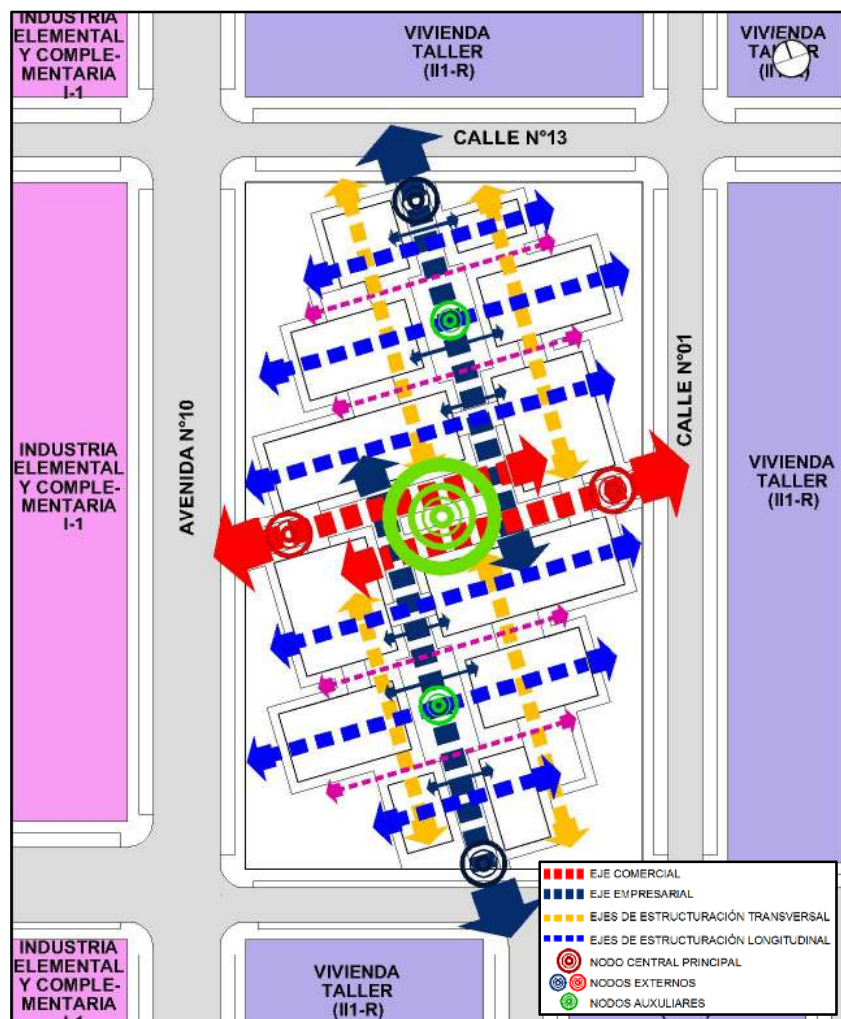 INDUSTRIA
ELEMENTAL
Y COMPLE-
MENTARIA
I-1
VIVIENDA
TALLER
(II1-R)
VIVIENDA
TALLER
CALLE N°13
AVENIDA N°10
CALLE N°01
INDUSTRIA
ELEMENTAL
Y COMPLE-
MENTARIA
I-1
VIVIENDA
TALLER
(II1-R)
INDUSTRIA
ELEMENTAL
Y COMPLE-
MENTARIA
VIVIENDA
TALLER
(II1-R)
EJE COMERCIAL
EJE EMPRESARIAL
EJES DE ESTRUCTURACIÓN TRANSVERSAL
EJES DE ESTRUCTURACIÓN LONGITUDINAL
NODO CENTRAL PRINCIPAL
NODOS EXTERNOS
NODOS AUXULIARES